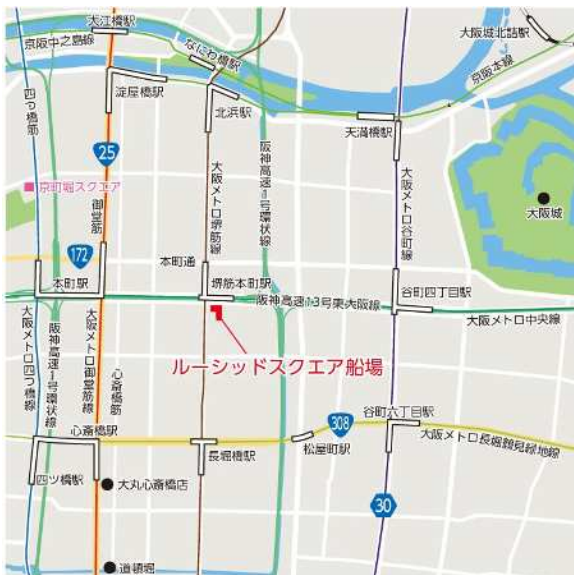 大江橋駅
京阪中之島線
なにわ橋駅
大阪城北詰駅
京阪本線
淀屋橋駅
北浜駅
天満橋駅
四つ橋筋
25
阪神高速1号環状線
京町堀スクエア
御堂筋
大阪メトロ堺筋線
大阪メトロ谷町線
大阪城
172
本町通
本町駅
堺筋本町駅
谷町四丁目駅
阪神高速13号東大阪線
大阪メトロ中央線
大阪メトロ四つ橋線
阪神高速1号環状線
大阪メトロ御堂筋線
心斎橋筋
ルーシッドスクエア船場
谷町六丁目駅
308
心斎橋駅
大阪メトロ長堀鶴見緑地線
四ツ橋駅
長堀橋駅
松屋町駅
大丸心斎橋店
30
道頓堀